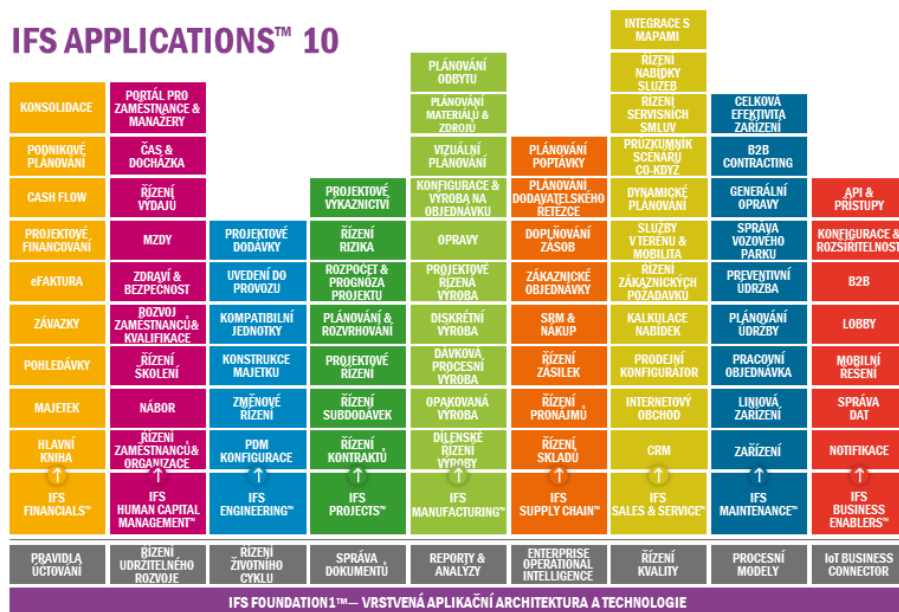 IFS APPLICATIONS™ 10
KONSOLIDACE
PODNIKOVÉ
PLÁNOVÁNÍ
CASH FLOW
PROJEKTOVÉ
FINANCOVÁNÍ
eFAKTURA
ZÁVAZKY
POHLEDÁVKY
MAJETEK
HLAVNÍ
KNIHA
IFS
FINANCIALS™
PORTÁL PRO
ZAMĚSTNANCE &
MANAŽERY
ČAS &
DOCHÁZKA
ŘÍZENÍ
VÝDAJŮ
MZDY
ZDRAVÍ &
BEZPEČNOST
ROZVOJ
ZAMĚSTNANCŮ&
KVALIFIKACE
ŘÍZENÍ
ŠKOLENÍ
NÁBOR
ŘÍZENÍ
ZAMĚSTNANCŮ&
ORGANIZACE
IFS
HUMAN CAPITAL
MANAGEMENT™
PROJEKTOVÉ
DODÁVKY
UVEDENÍ DO
PROVOZU
KOMPATIBILNÍ
JEDNOTKY
KONSTRUKCE
MAJETKU
ZMĚNOVÉ
ŘÍZENÍ
PDM
KONFIGURACE
IFS
ENGINEERING™
PROJEKTOVÉ
VÝKAZNICTVÍ
ŘÍZENÍ
RIZIKA
ROZPOČET &
PROGNÓZA
PROJEKTU
PLÁNOVÁNÍ &
ROZVRHOVÁNÍ
PROJEKTOVÉ
ŘÍZENÍ
ŘÍZENÍ
SUBDODÁVEK
ŘÍZENÍ
KONTRAKTŮ
IFS
PROJECTS™
PLÁNOVÁNÍ
ODBYTU
PLÁNOVÁNÍ
MATERIÁLŮ &
ZDROJŮ
VIZUÁLNÍ
PLÁNOVÁNÍ
KONFIGURACE &
VÝROBA NA
OBJEDNÁVKU
OPRAVY
PROJEKTOVĚ
ŘÍZENÁ
VÝROBA
DISKRÉTNÍ
VÝROBA
DÁVKOVÁ
PROCESNÍ
VÝROBA
OPAKOVANÁ
VÝROBA
DÍLENSKÉ
ŘÍZENÍ
VÝROBY
IFS
MANUFACTURING™
PLÁNOVÁNÍ
POPTÁVKY
PLÁNOVÁNÍ
DODAVATELSKÉHO
ŘETĚZCE
DOPLŇOVÁNÍ
ZÁSOB
ZÁKAZNICKÉ
OBJEDNÁVKY
SRM &
NÁKUP
ŘÍZENÍ
ZÁSILEK
ŘÍZENÍ
PRONÁJMŮ
ŘÍZENÍ
SKLADŮ
IFS
SUPPLY CHAIN™
INTEGRACE S
MAPAMI
ŘÍZENÍ
NABÍDKY
SLUŽEB
ŘÍZENÍ
SERVISNÍCH
SMLUV
PRŮZKUMNÍK
SCÉNÁŘŮ
CO-KDYŽ
DYNAMICKÉ
PLÁNOVÁNÍ
SLUŽBY
V TERÉNU &
MOBILITA
ŘÍZENÍ
ZÁKAZNICKÝCH
POŽADAVKŮ
KALKULACE
NABÍDEK
PRODEJNÍ
KONFIGURÁTOR
INTERNETOVÝ
OBCHOD
CRM
IFS
SALES & SERVICE™
CELKOVÁ
EFEKTIVITA
ZAŘÍZENÍ
B2B
CONTRACTING
GENERÁLNÍ
OPRAVY
SPRÁVA
VOZOVÉHO
PARKU
PREVENTIVNÍ
ÚDRŽBA
PLÁNOVÁNÍ
ÚDRŽBY
PRACOVNÍ
OBJEDNÁVKA
LINIOVÁ
ZAŘÍZENÍ
ZAŘÍZENÍ
IFS
MAINTENANCE™
API &
PŘÍSTUPY
KONFIGURACE &
ROZŠIŘITELNOST
B2B
LOBBY
MOBILNÍ
ŘEŠENÍ
SPRÁVA
DAT
NOTIFIKACE
IFS
BUSINESS
ENABLERS™
PRAVIDLA
ÚČTOVÁNÍ
ŘÍZENÍ
UDRŽITELNÉHO
ROZVOJE
ŘÍZENÍ
ŽIVOTNÍHO
CYKLU
SPRÁVA
DOKUMENTŮ
REPORTY &
ANALÝZY
ENTERPRISE
OPERATIONAL
INTELLIGENCE
ŘÍZENÍ
KVALITY
PROCESNÍ
MODELY
IoT BUSINESS
CONNECTOR
IFS FOUNDATION1™— VRSTVENÁ APLIKAČNÍ ARCHITEKTURA A TECHNOLOGIE